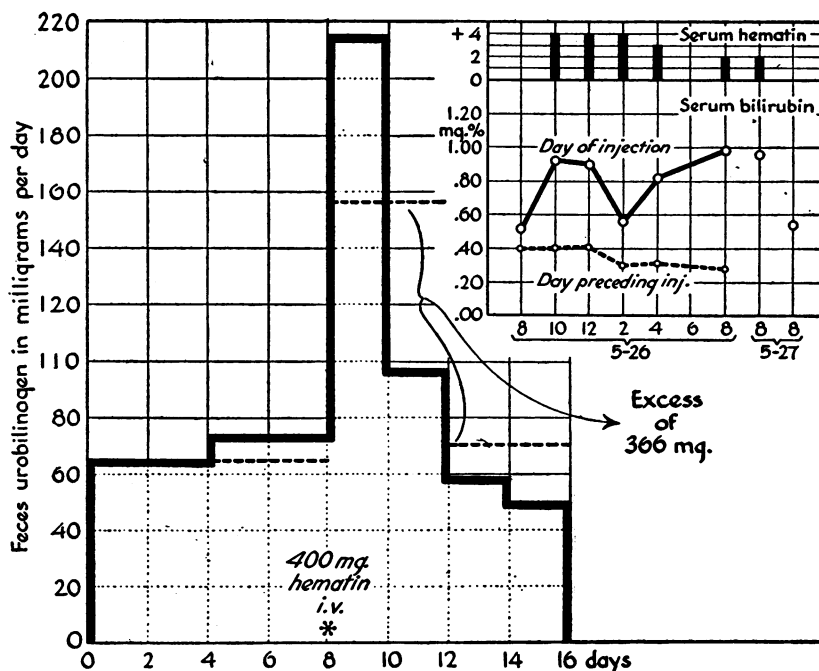 Feces urobilinogen in milligrams per day
220
200
180
160
140
120
110
80
60
40
20
0
0 2 4 6 8 10 12 14 16 days
400 mg.
hematin
i.v.
*
Excess
of
366 mg.
Serum hematin
+4
2
0
Serum bilirubin
1.20
mg.%
1.00
.80
.60
.40
.20
.00
Day of injection
Day preceding inj.
8 10 12 2 4 6 8 8 8
5-26 5-27